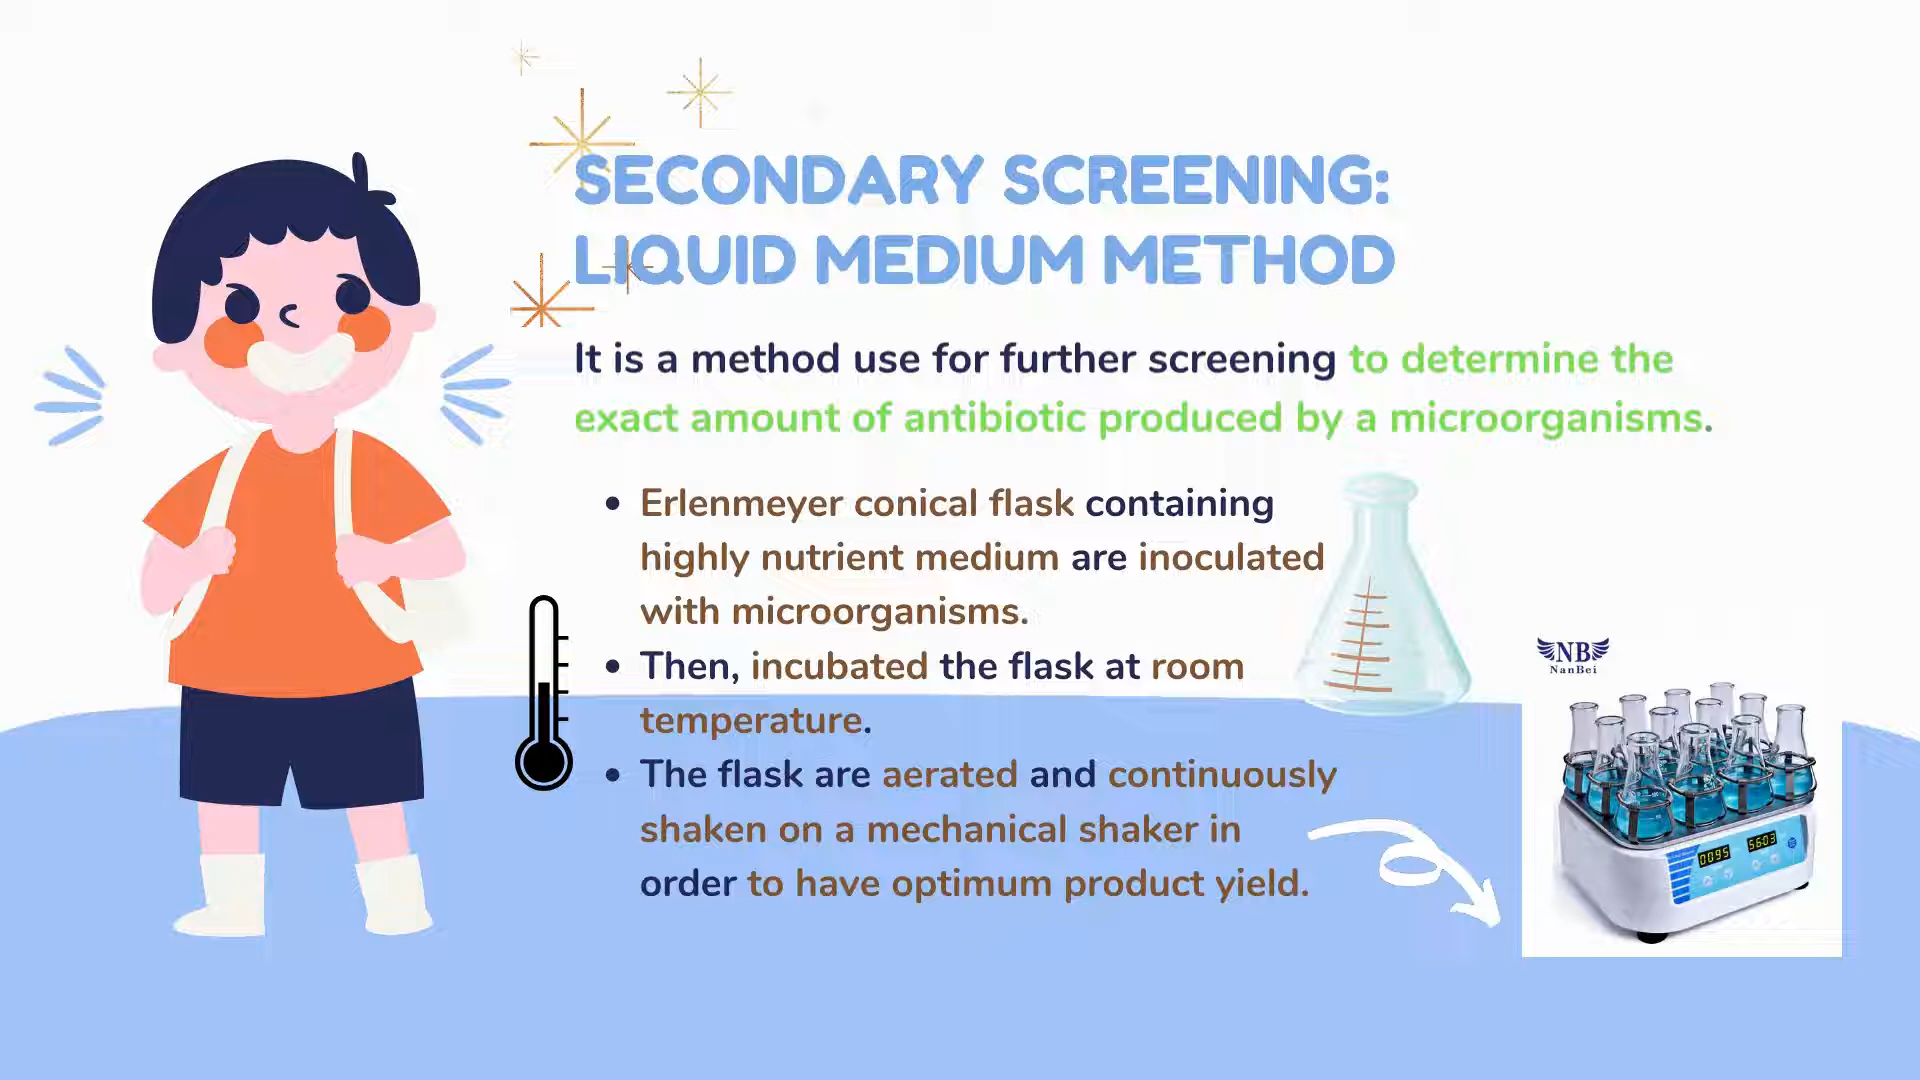 SECONDARY SCREENING:
LIQUID MEDIUM METHOD
It is a method use for further screening to determine the
exact amount of antibiotic produced by a microorganisms.
• Erlenmeyer conical flask containing
highly nutrient medium are inoculated
with microorganisms.
• Then, incubated the flask at room
temperature.
• The flask are aerated and continuously
shaken on a mechanical shaker in
order to have optimum product yield.
NB
NanBei
0095
5603